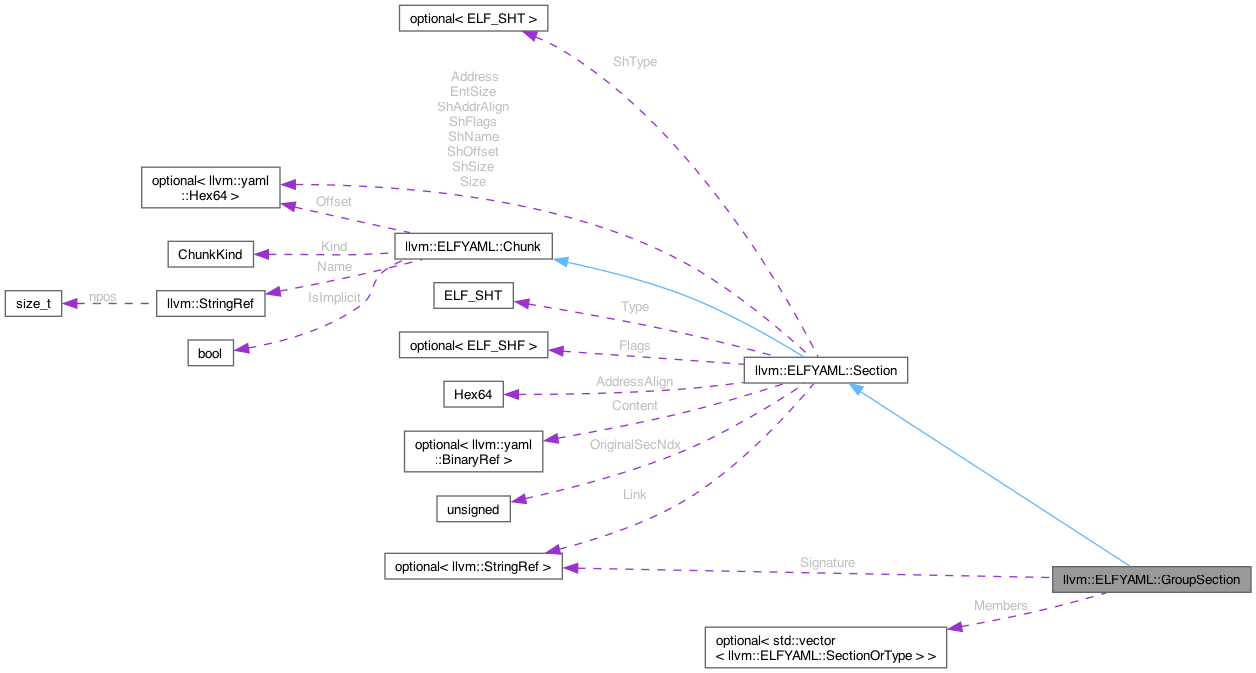 optional< ELF_SHT >
ShType
Address
EntSize
ShAddrAlign
ShFlags
ShName
ShOffset
ShSize
Size
optional< llvm::yaml
::Hex64 >
Offset
llvm::ELFYAML::Chunk
Kind
ChunkKind
Name
llvm::StringRef
npos
size_t
IsImplicit
bool
ELF_SHT
Type
optional< ELF_SHF >
Flags
llvm::ELFYAML::Section
Hex64
AddressAlign
Content
optional< llvm::yaml
::BinaryRef >
OriginalSecNdx
unsigned
Link
optional< llvm::StringRef >
Signature
llvm::ELFYAML::GroupSection
Members
optional< std::vector
< llvm::ELFYAML::SectionOrType > >